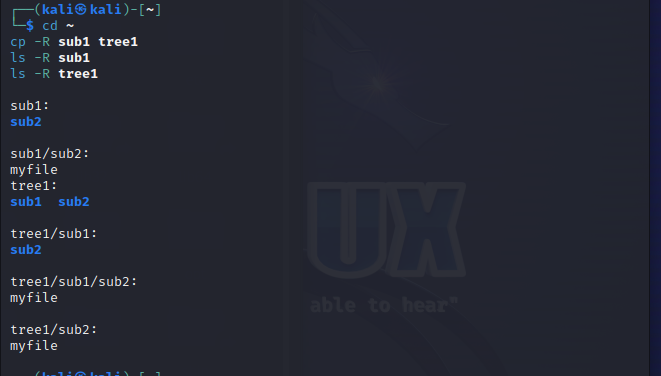 ┌──(kali㉿kali)-[~]
└─$ cd ~
cp -R sub1 tree1
ls -R sub1
ls -R tree1
sub1:
sub2
sub1/sub2:
myfile
tree1:
sub1  sub2
tree1/sub1:
sub2
tree1/sub1/sub2:
myfile
tree1/sub2:
myfile
UX
able to hear"
(kali㉿kali)-[~]